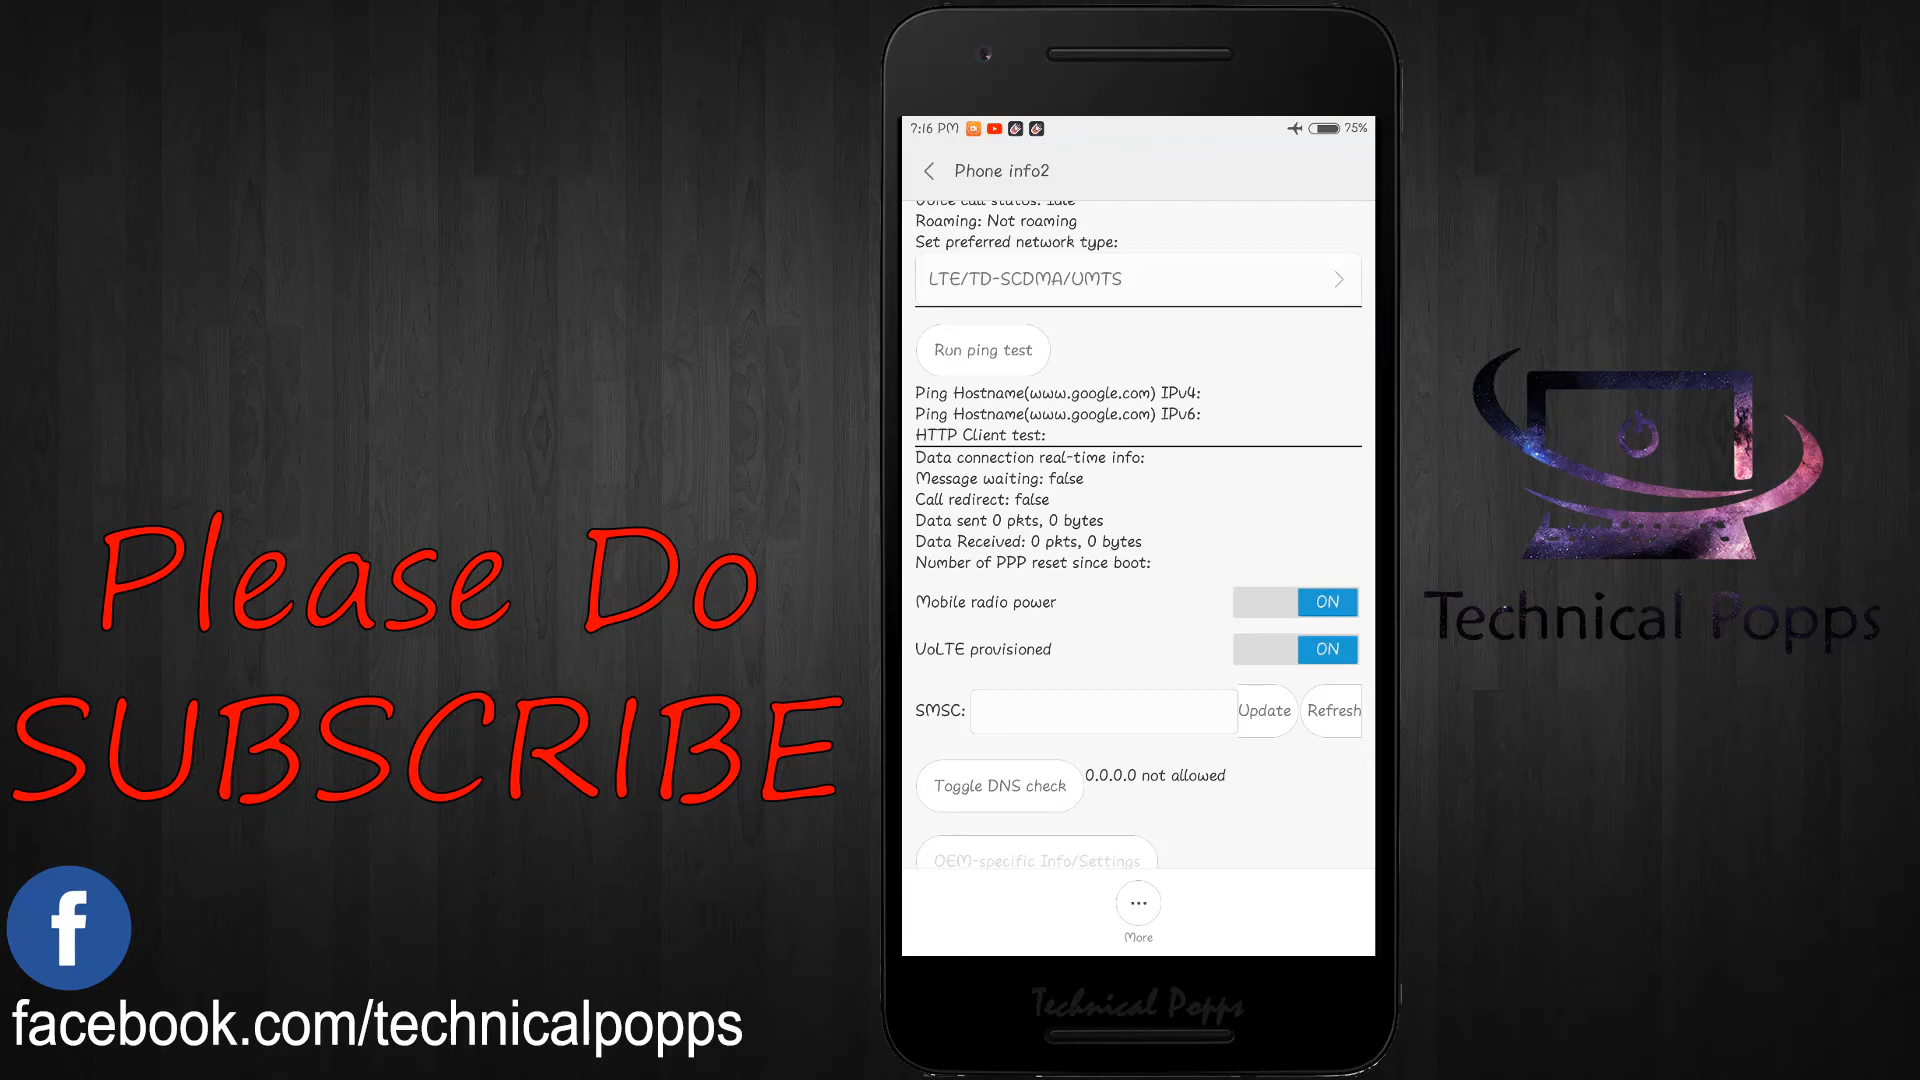 7:16 PM
75%
Phone info2
Voice call status: Idle
Roaming: Not roaming
Set preferred network type:
LTE/TD-SCDMA/UMTS
Run ping test
Ping Hostname(www.google.com) IPv4:
Ping Hostname(www.google.com) IPv6:
HTTP Client test:
Data connection real-time info:
Message waiting: false
Call redirect: false
Data sent 0 pkts, 0 bytes
Data Received: 0 pkts, 0 bytes
Number of PPP reset since boot:
Mobile radio power ON
VoLTE provisioned ON
SMSC: Update Refresh
Toggle DNS check 0.0.0.0 not allowed
OEM-specific Info/Settings
More
Technical Popps
Please Do
SUBSCRIBE
f
facebook.com/technicalpopps
Technical Popps